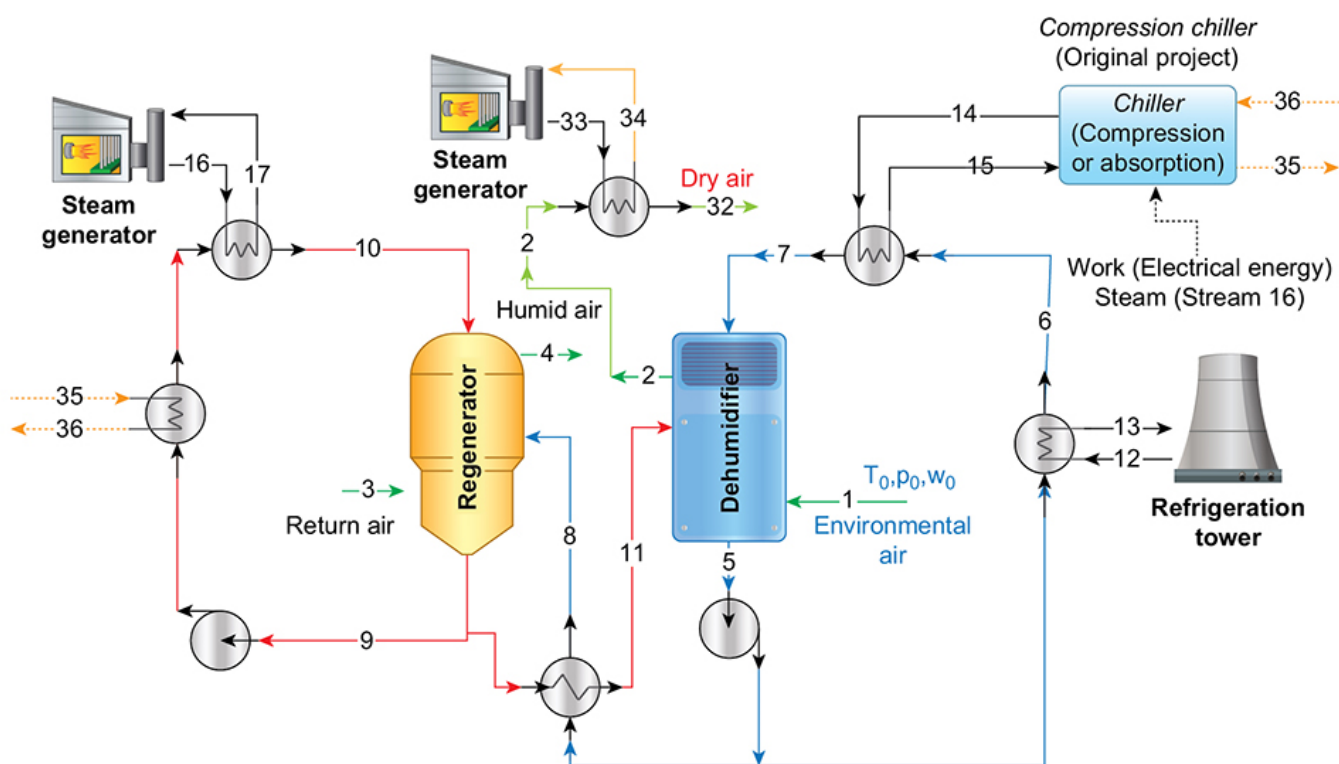 Compression chiller
(Original project)
Chiller
(Compression
or absorption)
36
35
14
15
Work (Electrical energy)
Steam (Stream 16)
Steam
generator
16
17
Steam
generator
33
34
Dry air
32
2
Humid air
10
7
6
Regenerator
4
2
Dehumidifier
35
36
3
Return air
8
11
1
T0,p0,w0
Environmental
air
13
12
Refrigeration
tower
5
9